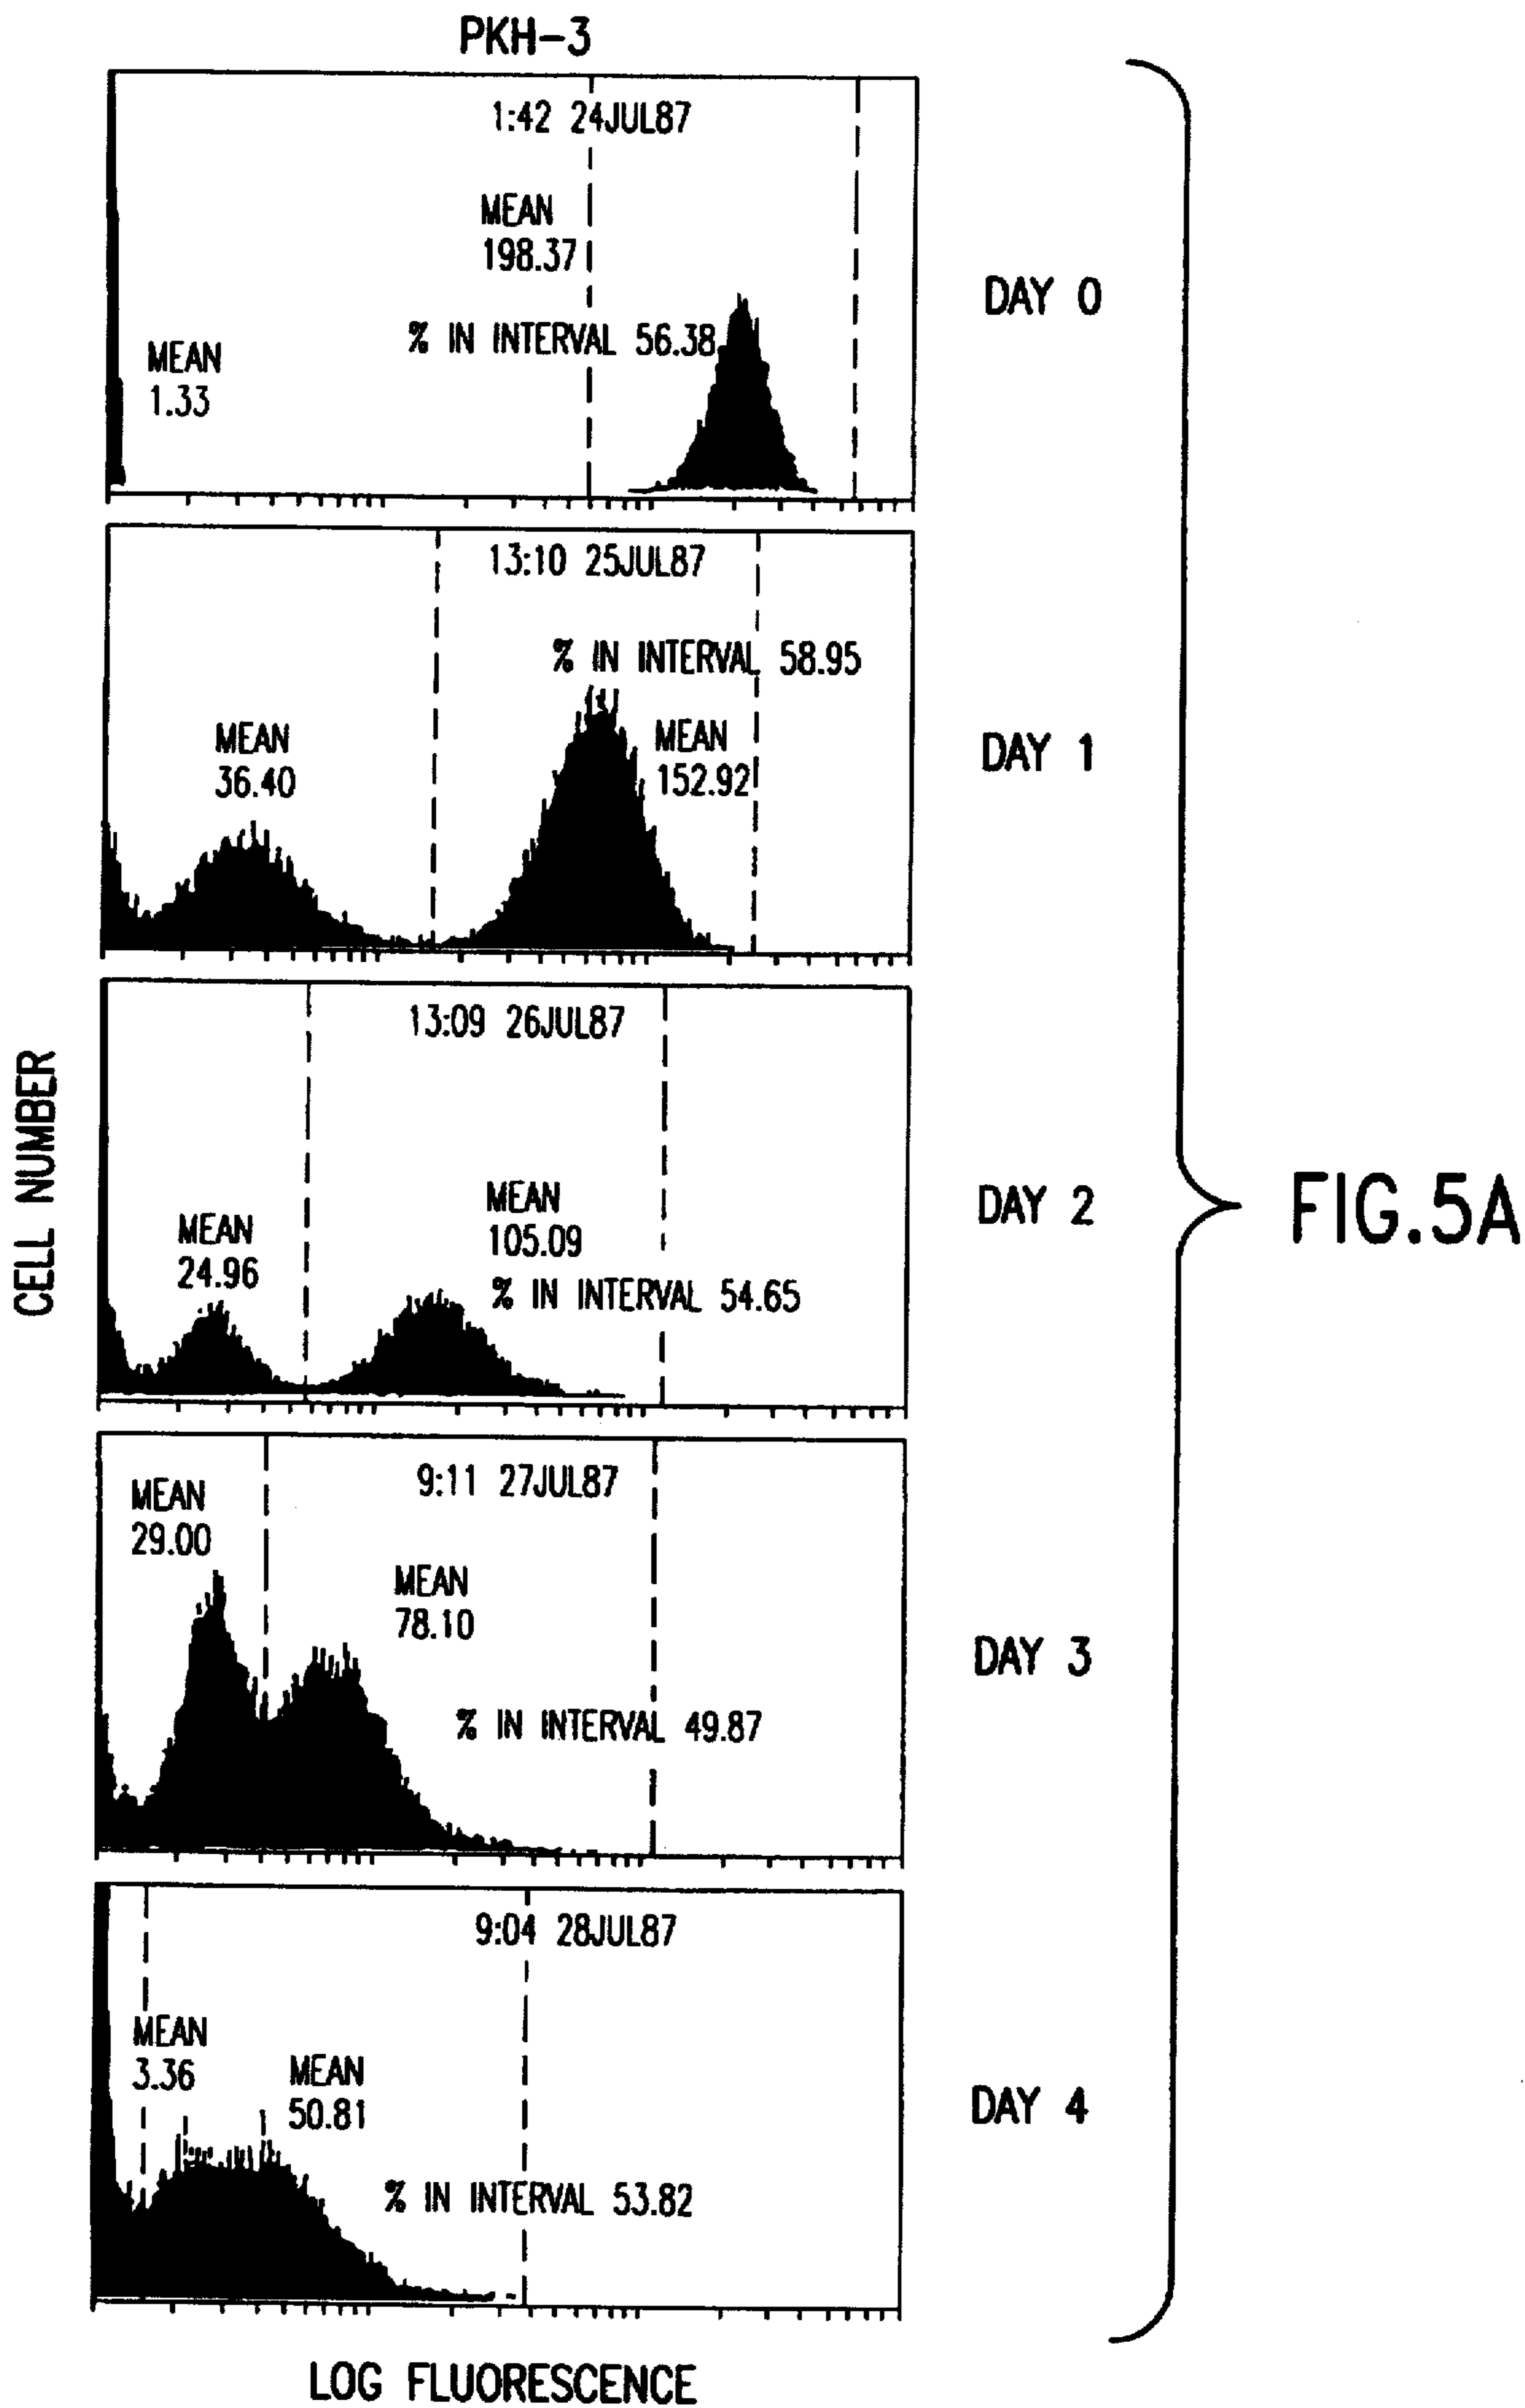 PKH-3
1:42 24JUL87
MEAN
198.37
% IN INTERVAL 56.38
MEAN
1.33
DAY 0
13:10 25JUL87
% IN INTERVAL 58.95
MEAN
36.40
MEAN
152.92
DAY 1
13:09 26JUL87
MEAN
105.09
MEAN
24.96
% IN INTERVAL 54.65
DAY 2
CELL NUMBER
FIG.5A
9:11 27JUL87
MEAN
29.00
MEAN
78.10
% IN INTERVAL 49.87
DAY 3
9:04 28JUL87
MEAN
3.36
MEAN
50.81
% IN INTERVAL 53.82
DAY 4
LOG FLUORESCENCE